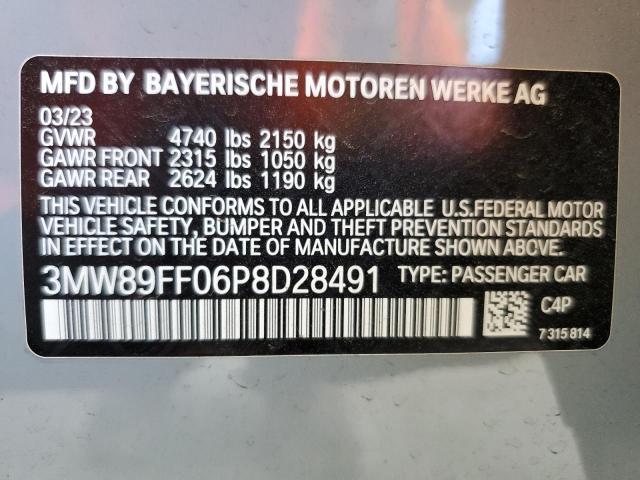 MFD BY BAYERISCHE MOTOREN WERKE AG
03/23
GVWR 4740 lbs 2150 kg
GAWR FRONT 2315 lbs 1050 kg
GAWR REAR 2624 lbs 1190 kg
THIS VEHICLE CONFORMS TO ALL APPLICABLE U.S.FEDERAL MOTOR
VEHICLE SAFETY, BUMPER AND THEFT PREVENTION STANDARDS
IN EFFECT ON THE DATE OF MANUFACTURE SHOWN ABOVE.
3MW89FF06P8D28491 TYPE: PASSENGER CAR
C4P
7 315 814